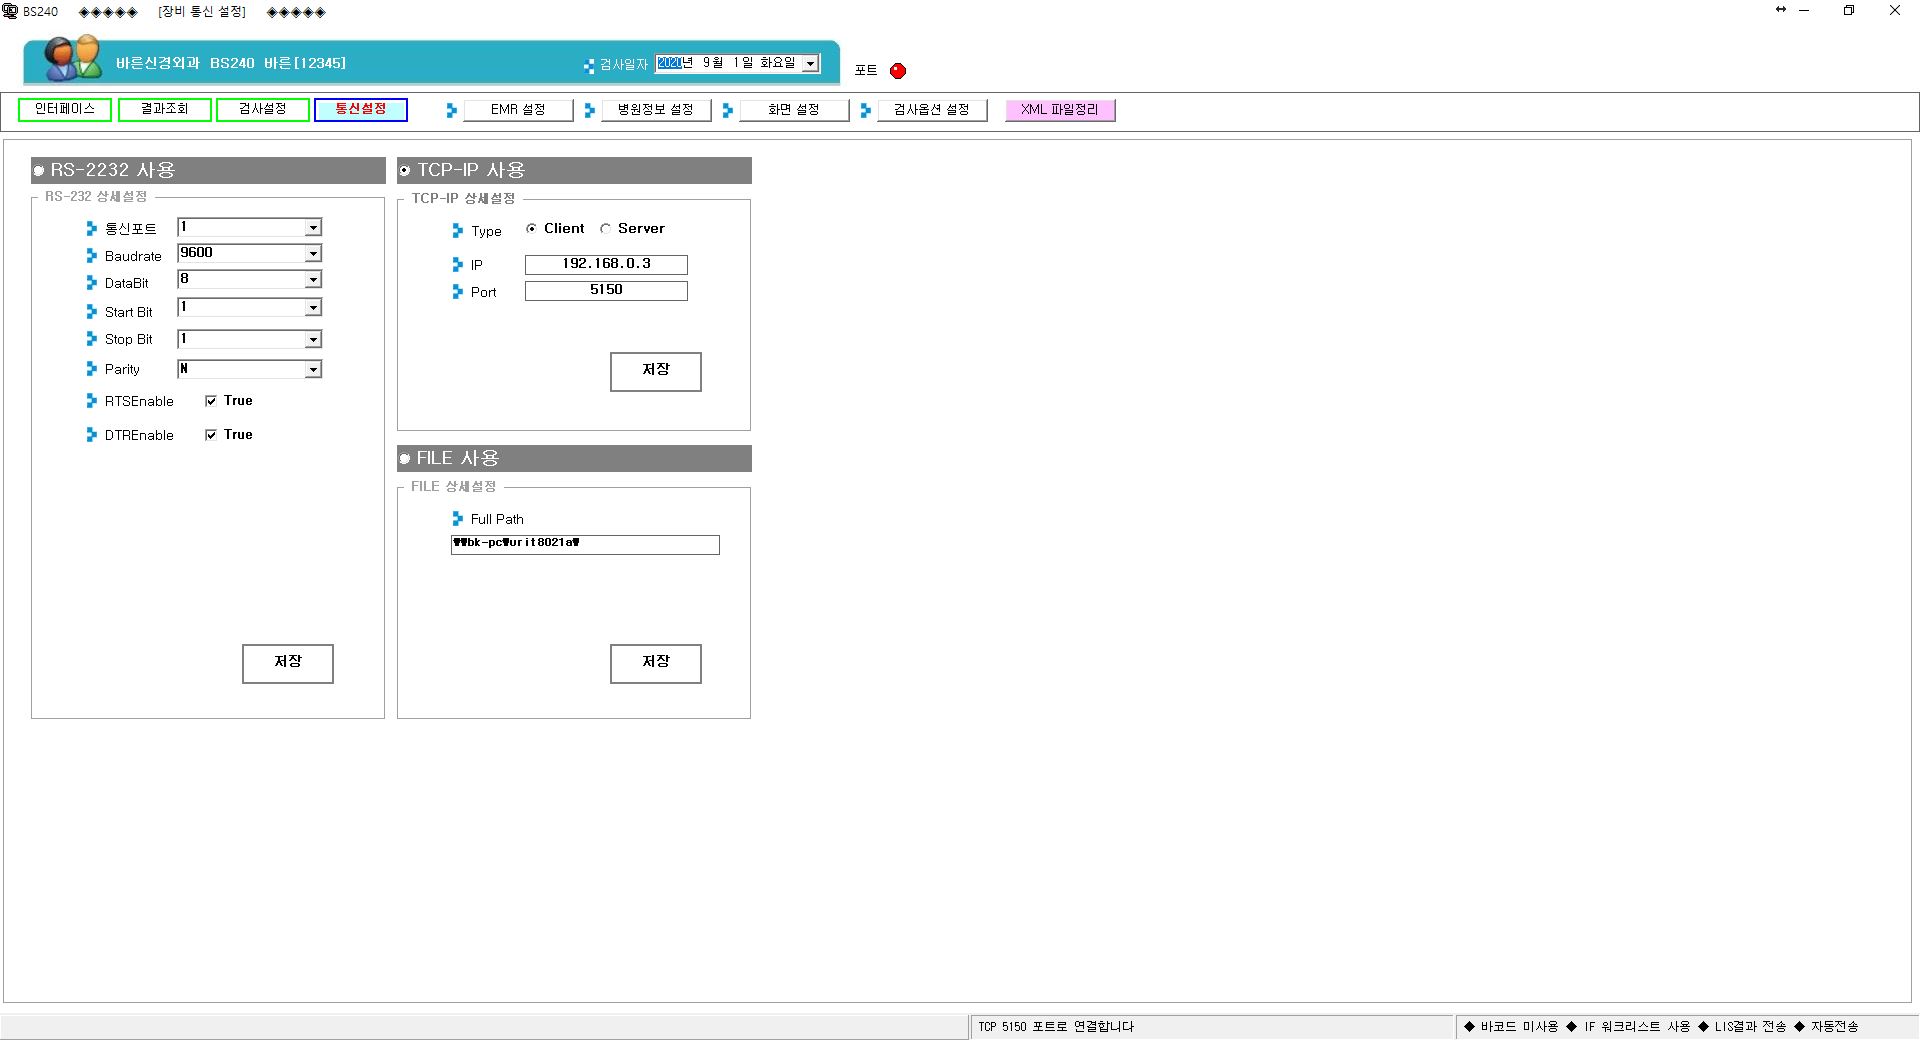 BS240 ◈◈◈◈◈ [장비 통신 설정] ◈◈◈◈◈
바른신경외과 BS240 바른[12345]
검사일자 2020년 9월 1일 화요일
포트
인터페이스 결과조회 검사설정 통신설정 EMR 설정 병원정보 설정 화면 설정 검사옵션 설정 XML 파일정리
RS-2232 사용
RS-232 상세설정
통신포트 1
Baudrate 9600
DataBit 8
Start Bit 1
Stop Bit 1
Parity N
RTSEnable True
DTREnable True
저장
TCP-IP 사용
TCP-IP 상세설정
Type Client Server
IP 192.168.0.3
Port 5150
저장
FILE 사용
FILE 상세설정
Full Path
₩₩bk-pc₩urit8021a₩
저장
TCP 5150 포트로 연결합니다
◆ 바코드 미사용 ◆ IF 워크리스트 사용 ◆ LIS결과 전송 ◆ 자동전송